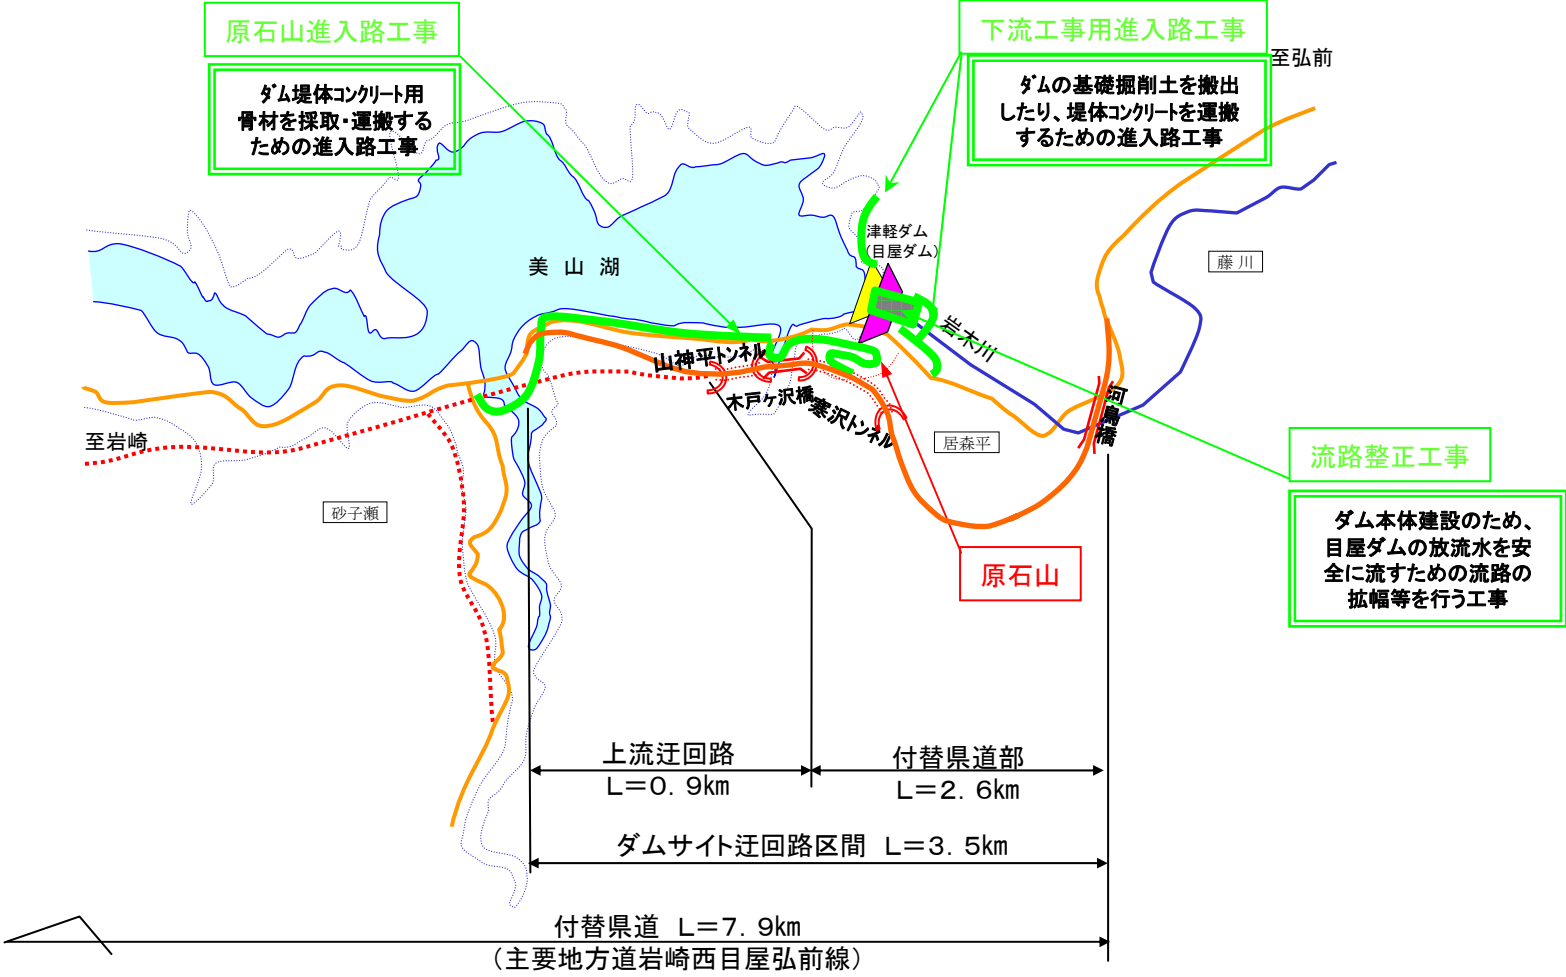 原石山進入路工事
ダム堤体コンクリート用
骨材を採取・運搬する
ための進入路工事
下流工事用進入路工事
至弘前
ダムの基礎掘削土を搬出
したり、堤体コンクリートを運搬
するための進入路工事
津軽ダム
(目屋ダム)
藤川
美山湖
岩木川
山神平トンネル
木戸ヶ沢橋
寒沢トンネル
河鳥橋
至岩崎
居森平
砂子瀬
流路整正工事
ダム本体建設のため、
目屋ダムの放流水を安
全に流すための流路の
拡幅等を行う工事
原石山
上流迂回路
L=0.9km
付替県道部
L=2.6km
ダムサイト迂回路区間 L=3.5km
付替県道 L=7.9km
(主要地方道岩崎西目屋弘前線)